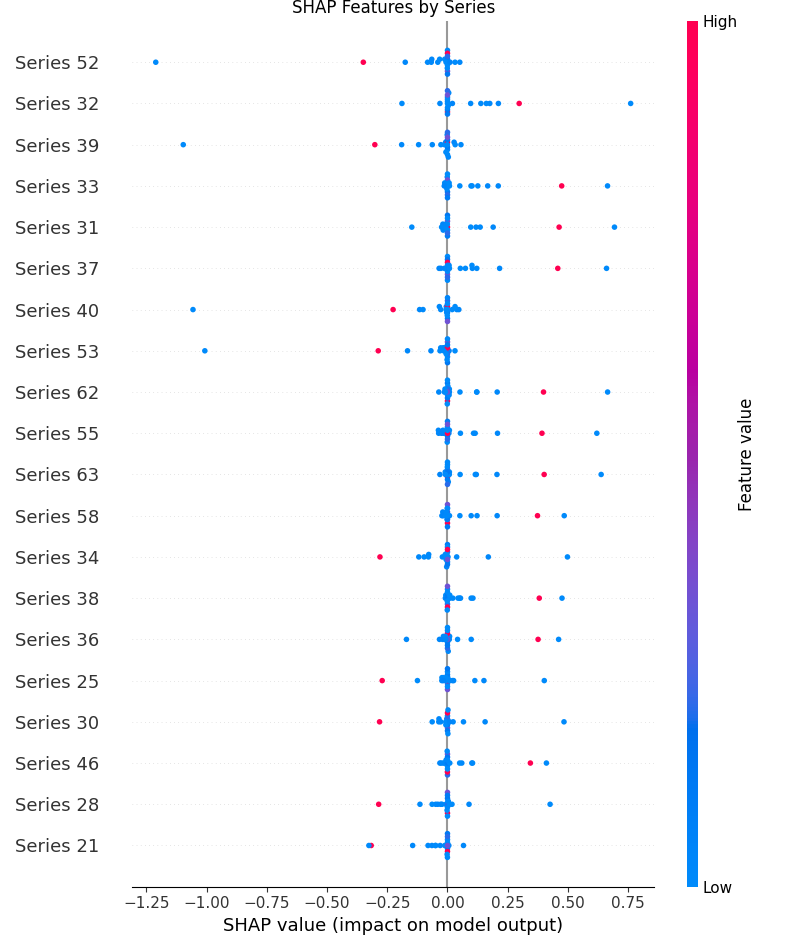 SHAP Features by Series
High
Series 52
Series 32
Series 39
Series 33
Series 31
Series 37
Series 40
Series 53
Series 62
Series 55
Series 63
Series 58
Series 34
Series 38
Series 36
Series 25
Series 30
Series 46
Series 28
Series 21
Feature value
Low
−1.25 −1.00 −0.75 −0.50 −0.25 0.00 0.25 0.50 0.75
SHAP value (impact on model output)